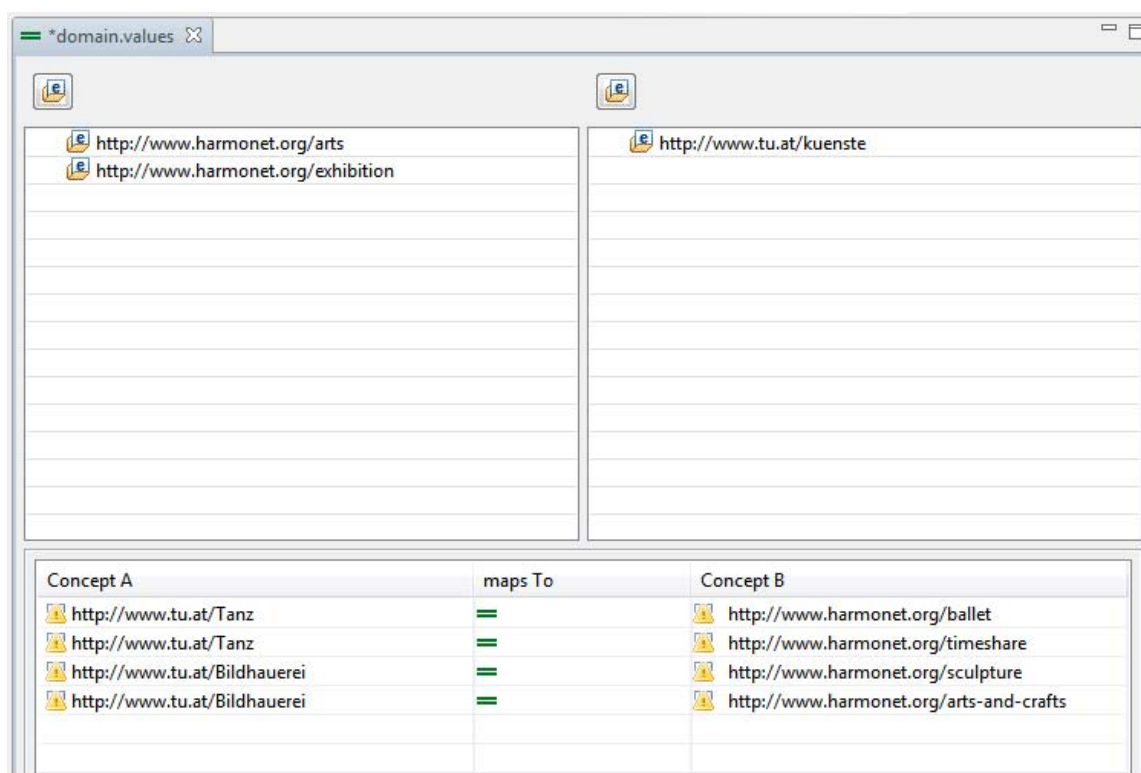 *domain.values
http://www.harmonet.org/arts
http://www.harmonet.org/exhibition
http://www.tu.at/kuenste
Concept A maps To Concept B
http://www.tu.at/Tanz = http://www.harmonet.org/ballet
http://www.tu.at/Tanz = http://www.harmonet.org/timeshare
http://www.tu.at/Bildhauerei = http://www.harmonet.org/sculpture
http://www.tu.at/Bildhauerei = http://www.harmonet.org/arts-and-crafts